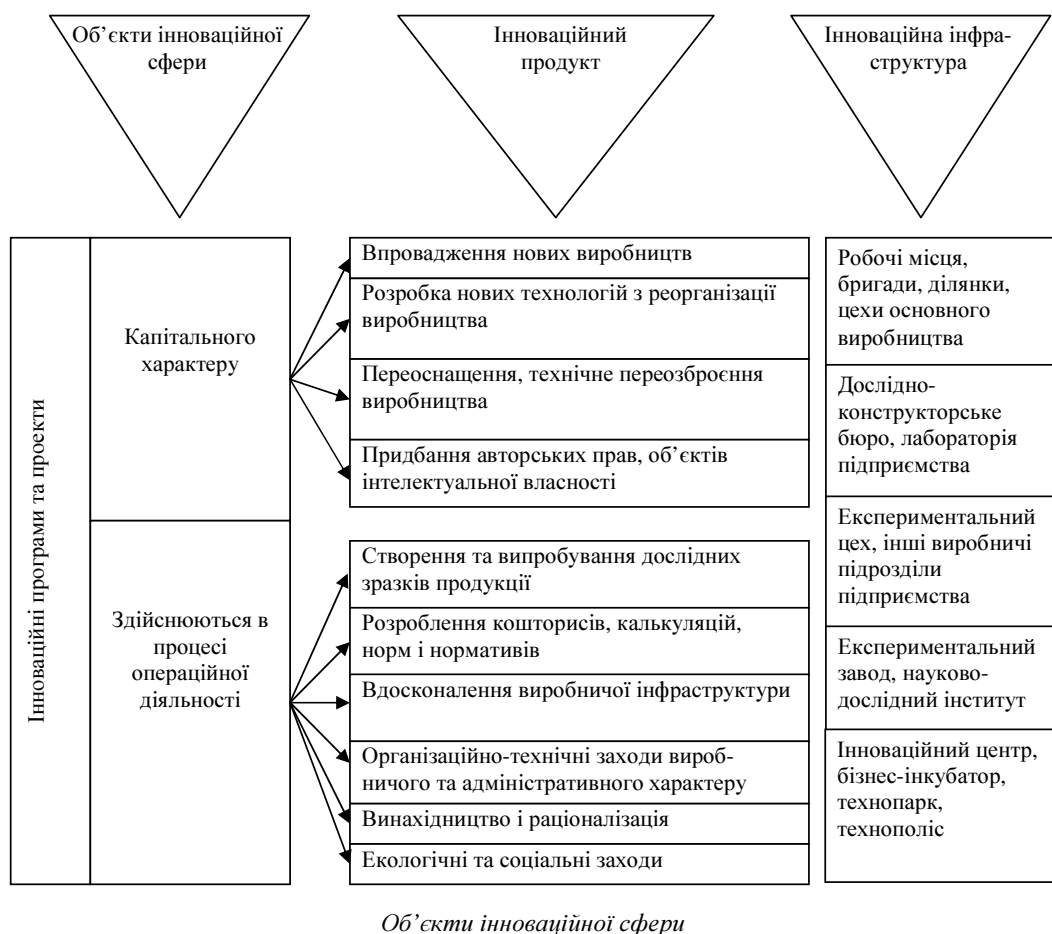 Об’єкти інноваційної
сфери
Інноваційний
продукт
Інноваційна інфра-
структура
Інноваційні програми та проекти
Капітального
характеру
Впровадження нових виробництв
Розробка нових технологій з реорганізації
виробництва
Переоснащення, технічне переозброєння
виробництва
Придбання авторських прав, об’єктів
інтелектуальної власності
Здійснюються в
процесі
операційної
діяльності
Створення та випробування дослідних
зразків продукції
Розроблення кошторисів, калькуляцій,
норм і нормативів
Вдосконалення виробничої інфраструктури
Організаційно-технічні заходи вироб-
ничого та адміністративного характеру
Винахідництво і раціоналізація
Екологічні та соціальні заходи
Робочі місця,
бригади, ділянки,
цехи основного
виробництва
Дослідно-
конструкторське
бюро, лабораторія
підприємства
Експериментальний
цех, інші виробничі
підрозділи
підприємства
Експериментальний
завод, науково-
дослідний інститут
Інноваційний центр,
бізнес-інкубатор,
технопарк,
технополіс
Об’єкти інноваційної сфери